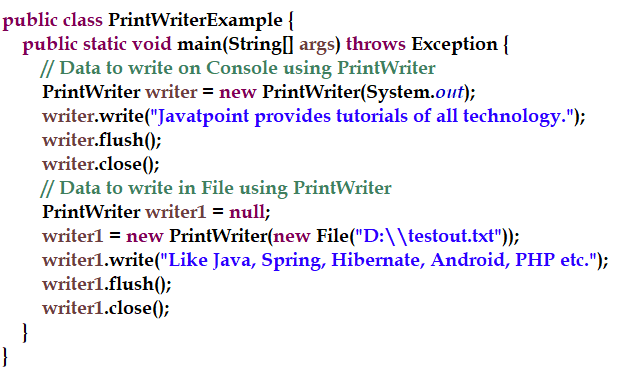 public class PrintWriterExample {
public static void main(String[] args) throws Exception {
// Data to write on Console using PrintWriter
PrintWriter writer = new PrintWriter(System.out);
writer.write("Javatpoint provides tutorials of all technology.");
writer.flush();
writer.close();
// Data to write in File using PrintWriter
PrintWriter writer1 = null;
writer1 = new PrintWriter(new File("D:\\testout.txt"));
writer1.write("Like Java, Spring, Hibernate, Android, PHP etc.");
writer1.flush();
writer1.close();
}
}